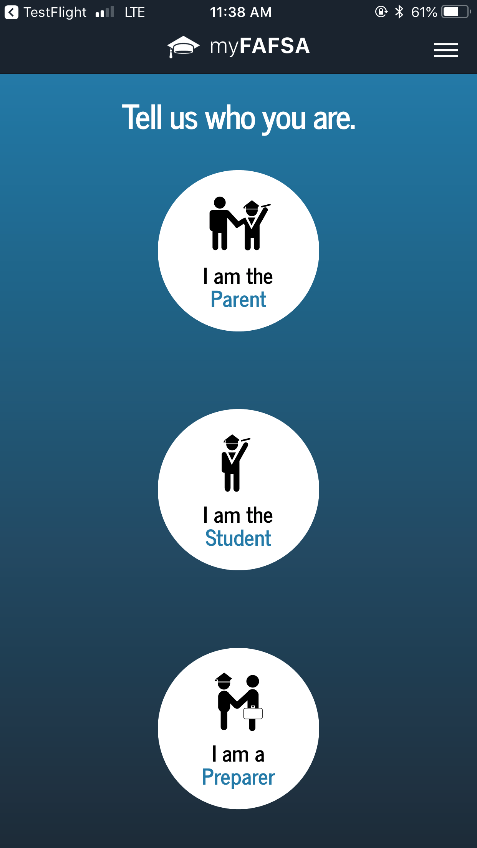 TestFlight LTE 11:38 AM 61%
myFAFSA
Tell us who you are.
I am the
Parent
I am the
Student
I am a
Preparer